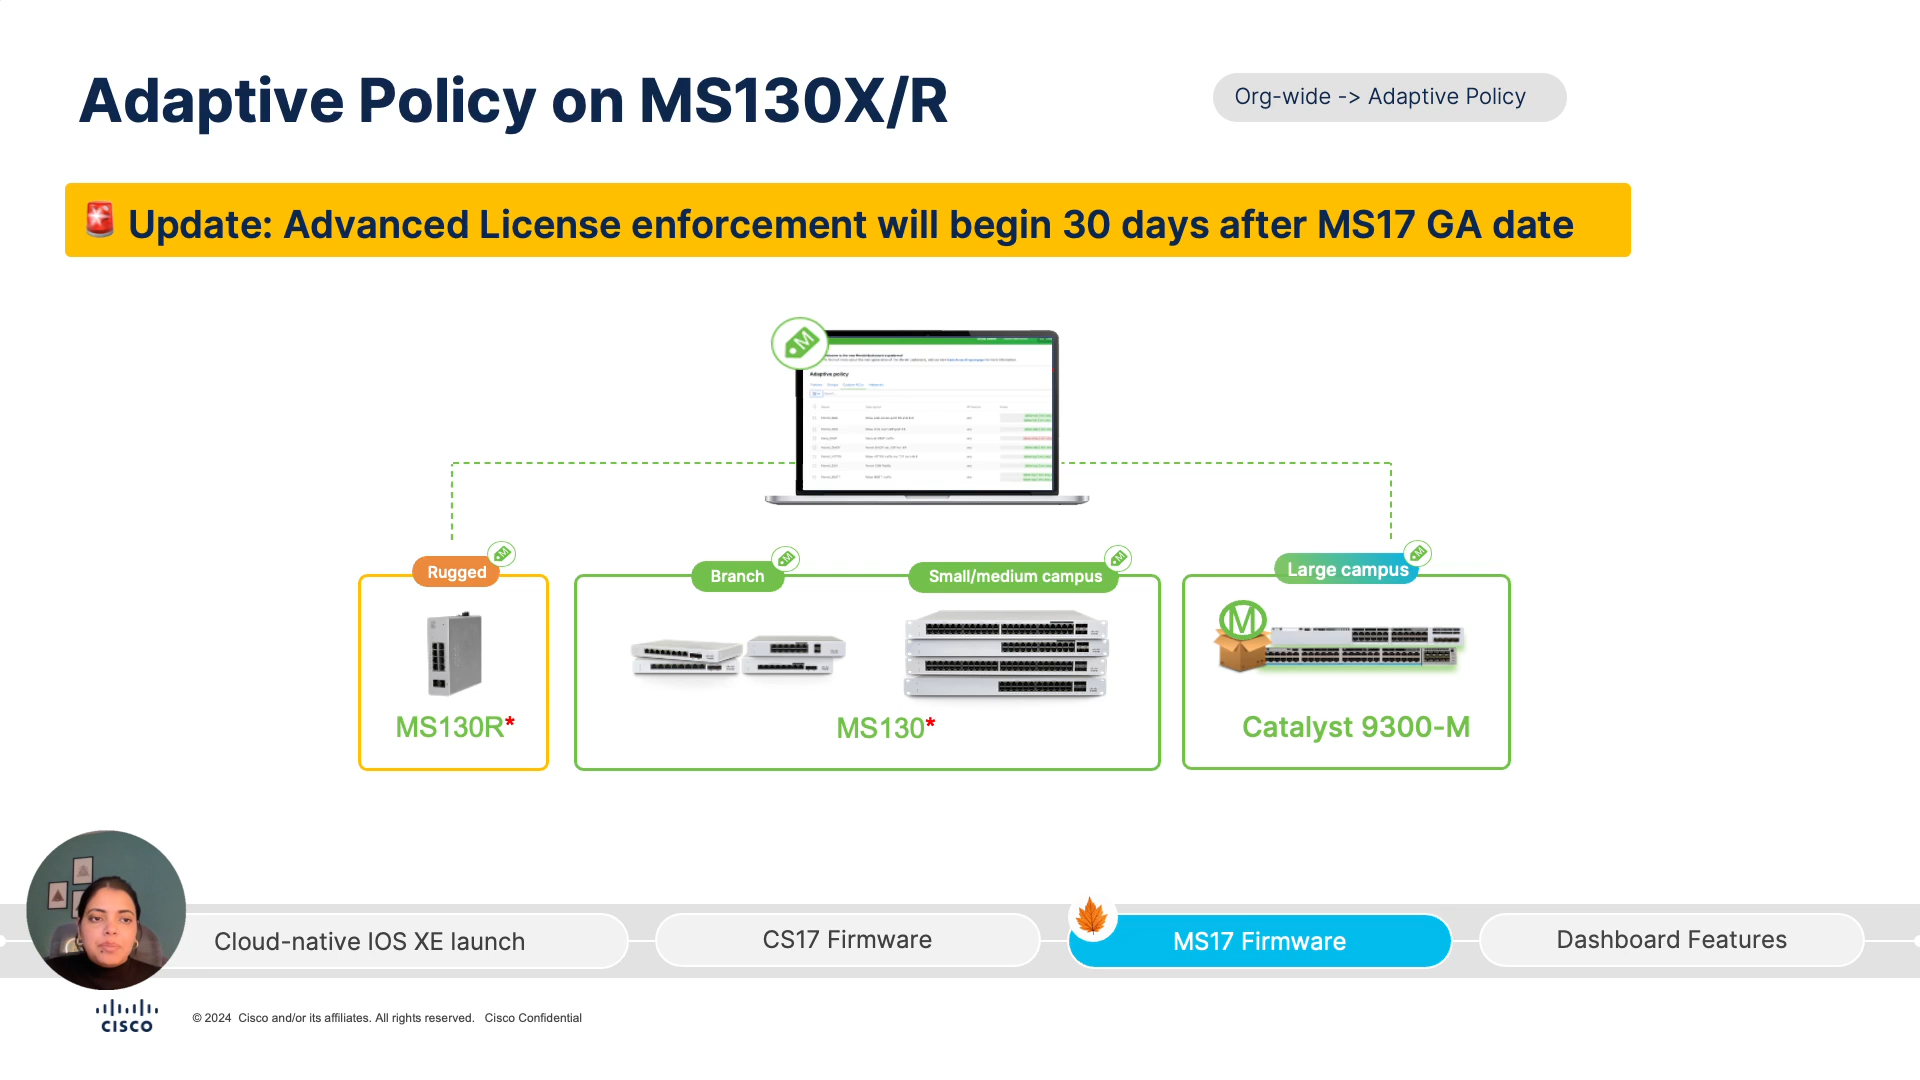 Adaptive Policy on MS130X/R
Org-wide -> Adaptive Policy
Update: Advanced License enforcement will begin 30 days after MS17 GA date
M
Adaptive policy
Rugged
Branch
Small/medium campus
Large campus
M
MS130R*
MS130*
Catalyst 9300-M
Cloud-native IOS XE launch
CS17 Firmware
MS17 Firmware
Dashboard Features
CISCO
© 2024 Cisco and/or its affiliates. All rights reserved. Cisco Confidential